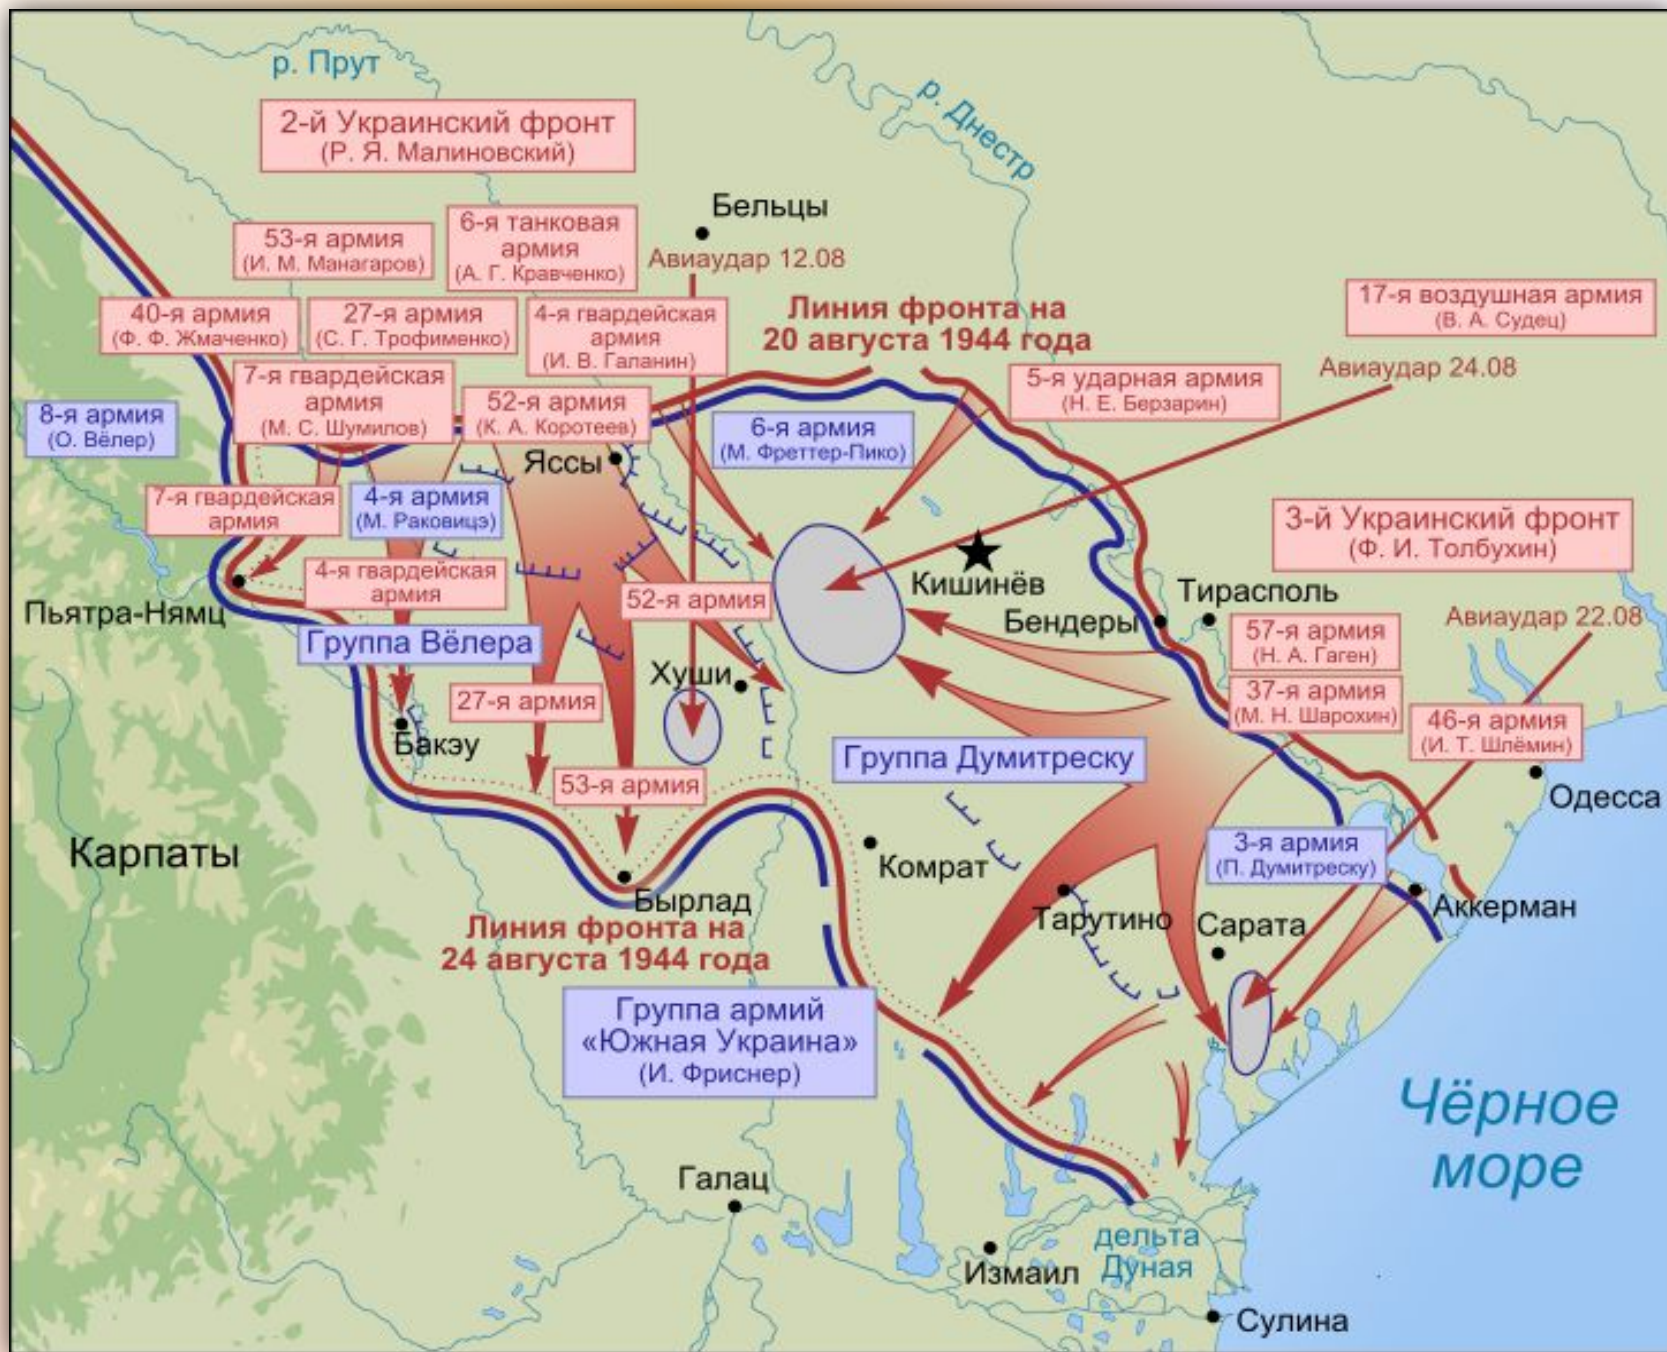 р. Прут
2-й Украинский фронт
(Р. Я. Малиновский)
р. Днестр
Бельцы
53-я армия
(И. М. Манагаров)
6-я танковая
армия
(А. Г. Кравченко)
Авиаудар 12.08
40-я армия
(Ф. Ф. Жмаченко)
27-я армия
(С. Г. Трофименко)
4-я гвардейская
армия
(И. В. Галанин)
Линия фронта на
20 августа 1944 года
17-я воздушная армия
(В. А. Судец)
Авиаудар 24.08
7-я гвардейская
армия
(М. С. Шумилов)
52-я армия
(К. А. Коротеев)
5-я ударная армия
(Н. Е. Берзарин)
8-я армия
(О. Вёлер)
6-я армия
(М. Фреттер-Пико)
Яссы
7-я гвардейская
армия
4-я армия
(М. Раковицэ)
3-й Украинский фронт
(Ф. И. Толбухин)
4-я гвардейская
армия
Кишинёв
52-я армия
Пьятра-Нямц
Тирасполь
Бендеры
Авиаудар 22.08
57-я армия
(Н. А. Гаген)
Группа Вёлера
Хуши
37-я армия
(М. Н. Шарохин)
27-я армия
46-я армия
(И. Т. Шлёмин)
Бакэу
Группа Думитреску
53-я армия
Одесса
Карпаты
Комрат
3-я армия
(П. Думитреску)
Бырлад
Аккерман
Тарутино
Сарата
Линия фронта на
24 августа 1944 года
Группа армий
«Южная Украина»
(И. Фриснер)
Чёрное
море
Галац
дельта
Дуная
Измаил
Сулина